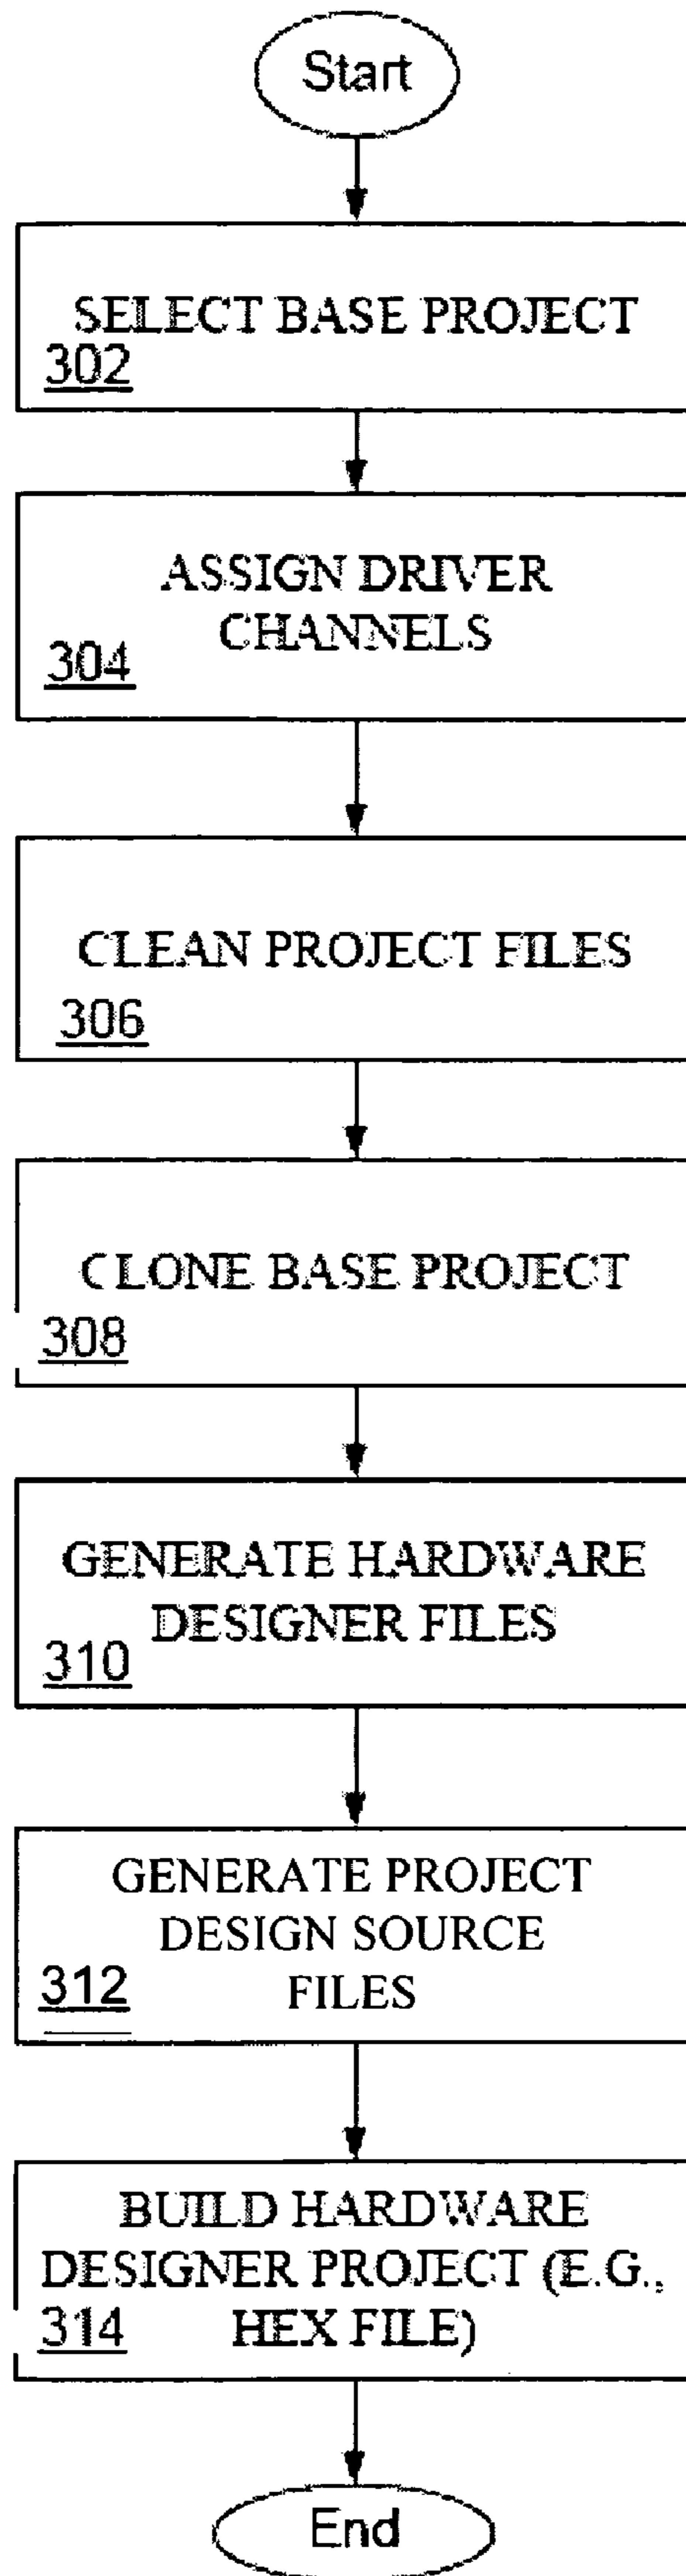 Start
SELECT BASE PROJECT
302
ASSIGN DRIVER
CHANNELS
304
CLEAN PROJECT FILES
306
CLONE BASE PROJECT
308
GENERATE HARDWARE
DESIGNER FILES
310
GENERATE PROJECT
DESIGN SOURCE
FILES
312
BUILD HARDWARE
DESIGNER PROJECT (E.G.,
HEX FILE)
314
End